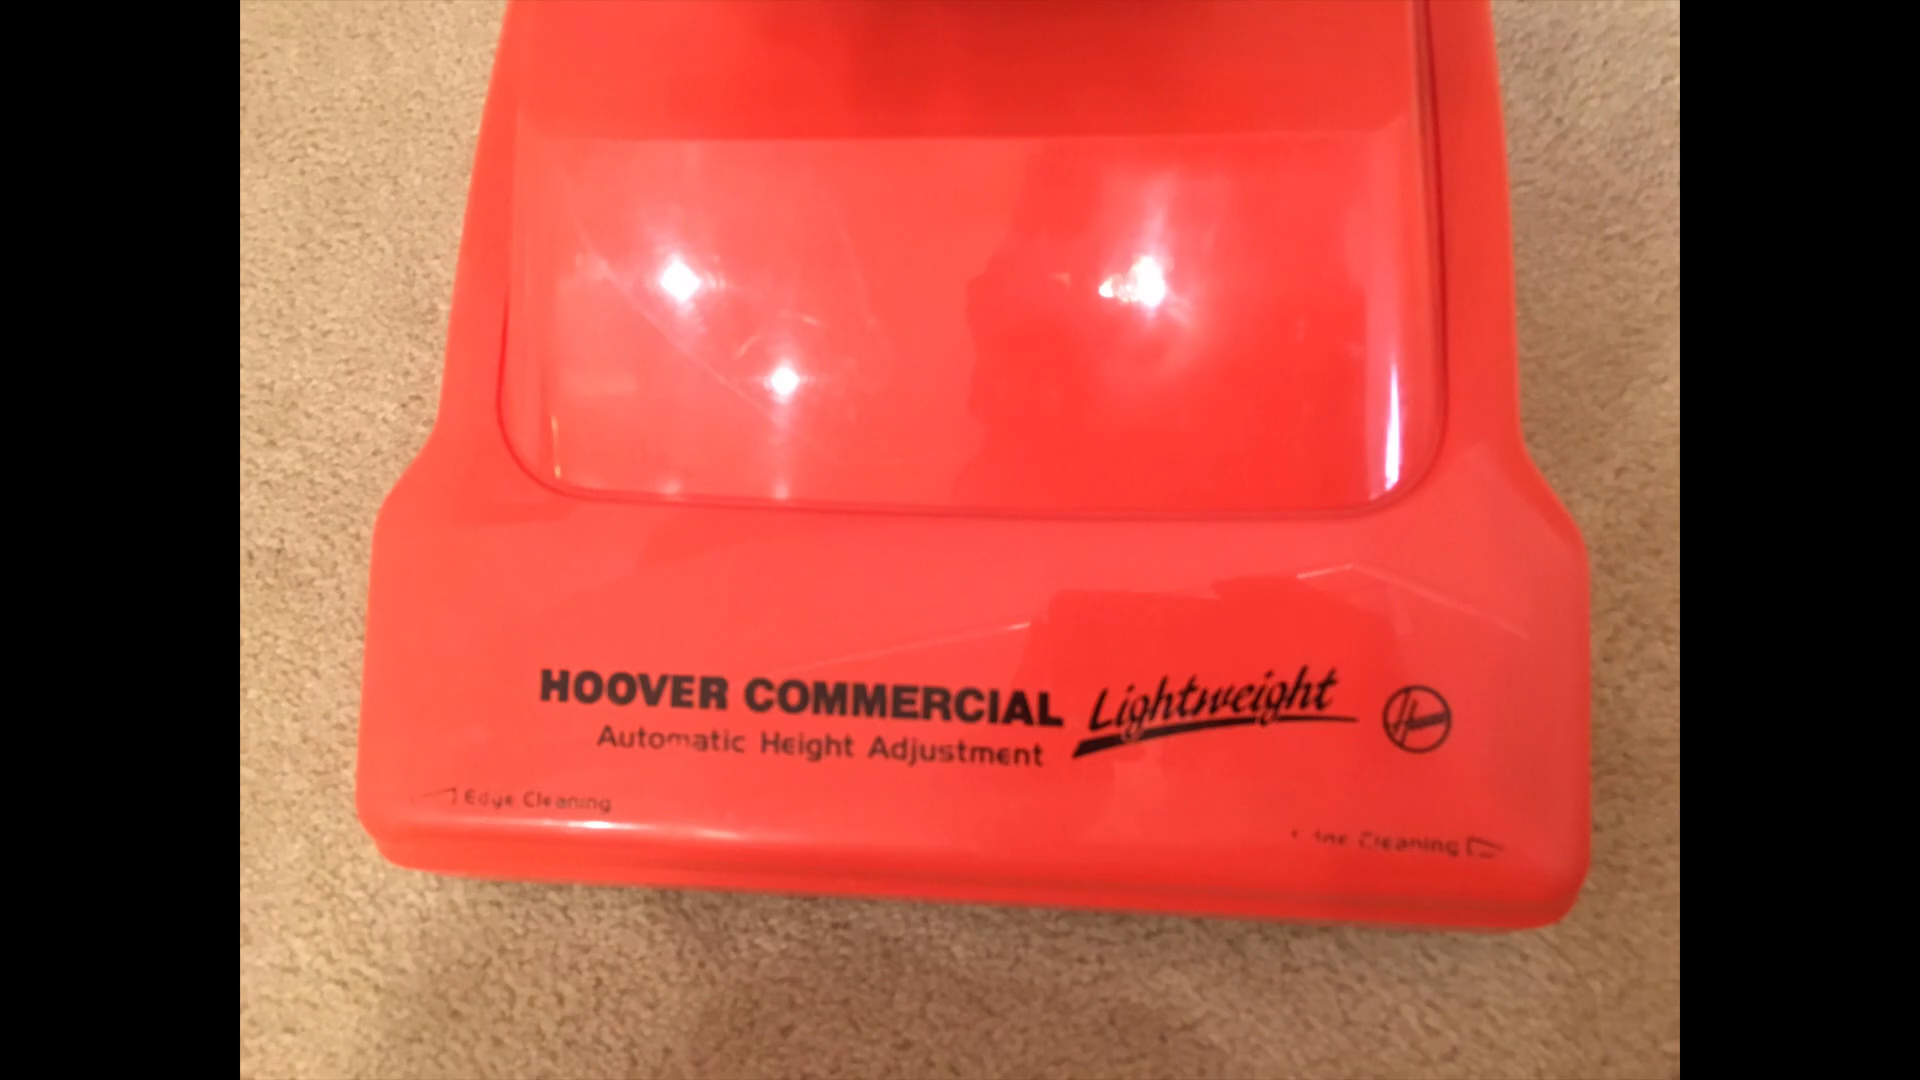 HOOVER COMMERCIAL Lightweight
Automatic Height Adjustment
Edge Cleaning
Cleaning